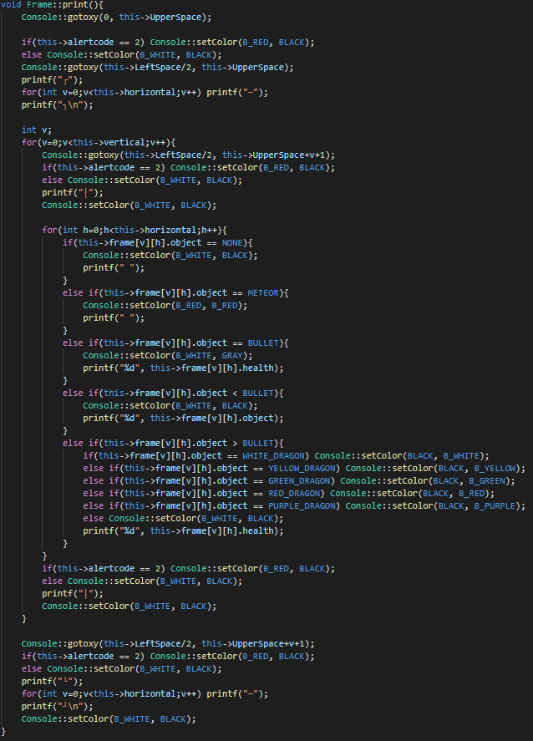 void Frame::print(){
    Console::gotoxy(0, this->UpperSpace);

    if(this->alertcode == 2) Console::setColor(B_RED, BLACK);
    else Console::setColor(B_WHITE, BLACK);
    Console::gotoxy(this->LeftSpace/2, this->UpperSpace);
    printf("┌");
    for(int v=0;v<this->horizontal;v++) printf("─");
    printf("┐\n");

    int v;
    for(v=0;v<this->vertical;v++){
        Console::gotoxy(this->LeftSpace/2, this->UpperSpace+v+1);
        if(this->alertcode == 2) Console::setColor(B_RED, BLACK);
        else Console::setColor(B_WHITE, BLACK);
        printf("│");
        Console::setColor(B_WHITE, BLACK);

        for(int h=0;h<this->horizontal;h++){
            if(this->frame[v][h].object == NONE){
                Console::setColor(B_WHITE, BLACK);
                printf(" ");
            }
            else if(this->frame[v][h].object == METEOR){
                Console::setColor(B_RED, B_RED);
                printf(" ");
            }
            else if(this->frame[v][h].object == BULLET){
                Console::setColor(B_WHITE, GRAY);
                printf("%d", this->frame[v][h].health);
            }
            else if(this->frame[v][h].object < BULLET){
                Console::setColor(B_WHITE, BLACK);
                printf("%d", this->frame[v][h].object);
            }
            else if(this->frame[v][h].object > BULLET){
                if(this->frame[v][h].object == WHITE_DRAGON) Console::setColor(BLACK, B_WHITE);
                else if(this->frame[v][h].object == YELLOW_DRAGON) Console::setColor(BLACK, B_YELLOW);
                else if(this->frame[v][h].object == GREEN_DRAGON) Console::setColor(BLACK, B_GREEN);
                else if(this->frame[v][h].object == RED_DRAGON) Console::setColor(BLACK, B_RED);
                else if(this->frame[v][h].object == PURPLE_DRAGON) Console::setColor(BLACK, B_PURPLE);
                else Console::setColor(B_WHITE, BLACK);
                printf("%d", this->frame[v][h].health);
            }
        }
        if(this->alertcode == 2) Console::setColor(B_RED, BLACK);
        else Console::setColor(B_WHITE, BLACK);
        printf("│");
        Console::setColor(B_WHITE, BLACK);
    }

    Console::gotoxy(this->LeftSpace/2, this->UpperSpace+v+1);
    if(this->alertcode == 2) Console::setColor(B_RED, BLACK);
    else Console::setColor(B_WHITE, BLACK);
    printf("└");
    for(int v=0;v<this->horizontal;v++) printf("─");
    printf("┘\n");
    Console::setColor(B_WHITE, BLACK);
}